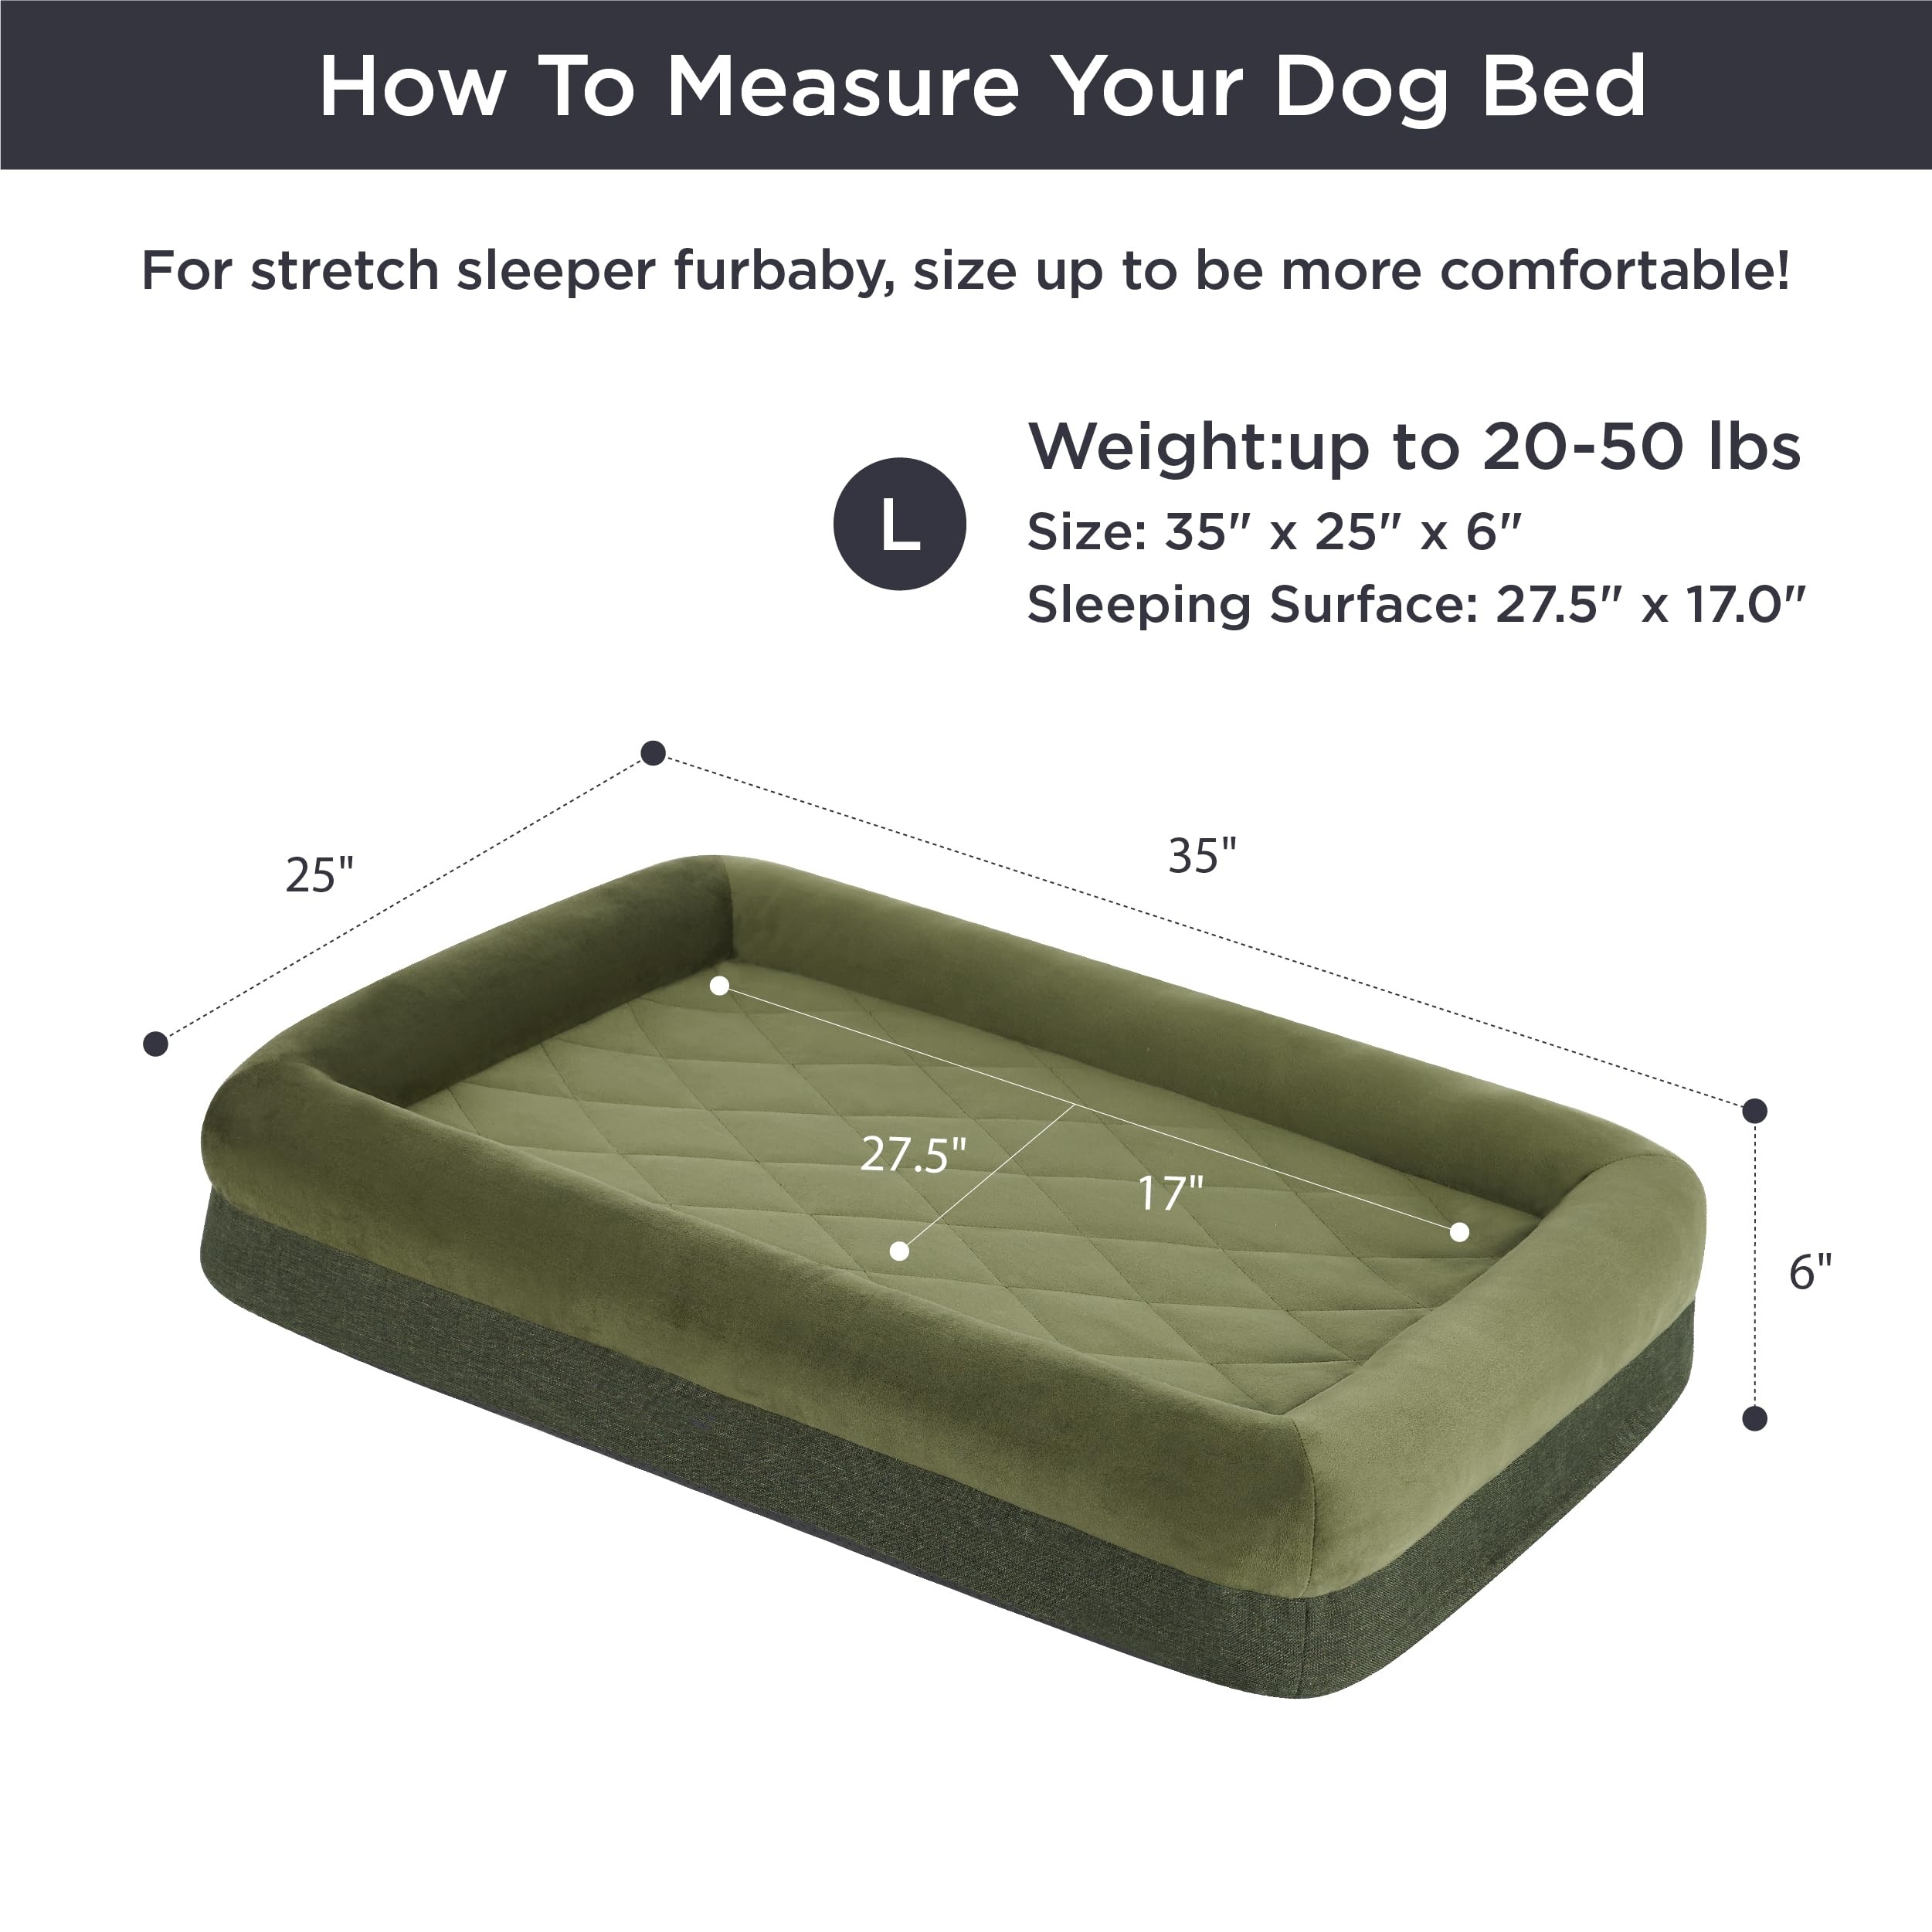 How To Measure Your Dog Bed
For stretch sleeper furbaby, size up to be more comfortable!
L
Weight:up to 20-50 lbs
Size: 35" x 25" x 6"
Sleeping Surface: 27.5" x 17.0"
25"
35"
27.5"
17"
6"